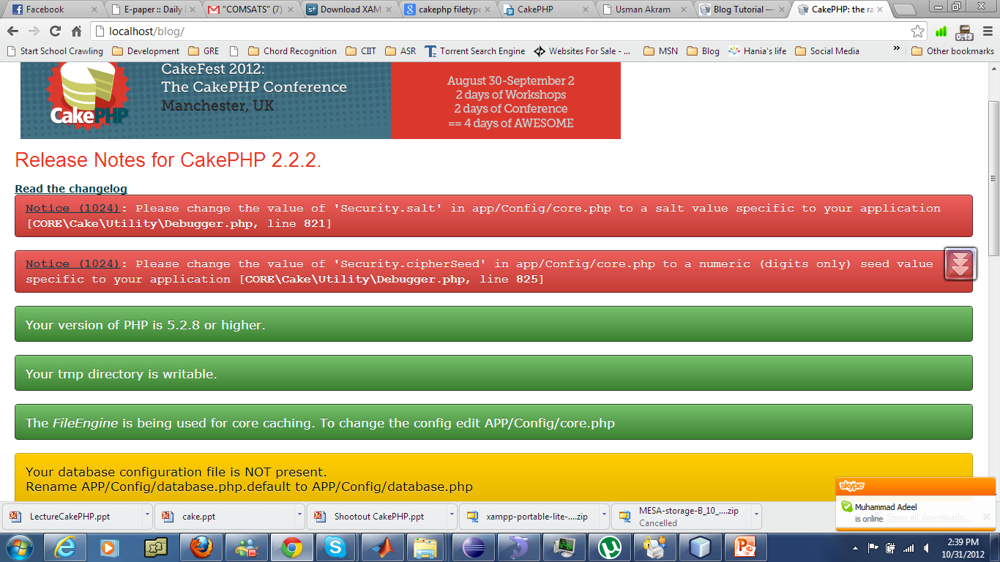 Facebook
E-paper :: Daily
"COMSATS" (7)
Download XAM
cakephp filetype
CakePHP
Usman Akram
Blog Tutorial —
CakePHP: the ra
localhost/blog/
0:13
Start School Crawling
Development
GRE
Chord Recognition
CIIT
ASR
Torrent Search Engine
Websites For Sale - ...
MSN
Blog
Hania's life
Social Media
»
Other bookmarks
CakePHP
CakeFest 2012:
The CakePHP Conference
Manchester, UK
August 30-September 2
2 days of Workshops
2 days of Conference
== 4 days of AWESOME
Release Notes for CakePHP 2.2.2.
Read the changelog
Notice (1024): Please change the value of 'Security.salt' in app/Config/core.php to a salt value specific to your application
[CORE\Cake\Utility\Debugger.php, line 821]
Notice (1024): Please change the value of 'Security.cipherSeed' in app/Config/core.php to a numeric (digits only) seed value
specific to your application [CORE\Cake\Utility\Debugger.php, line 825]
Your version of PHP is 5.2.8 or higher.
Your tmp directory is writable.
The FileEngine is being used for core caching. To change the config edit APP/Config/core.php
Your database configuration file is NOT present.
Rename APP/Config/database.php.default to APP/Config/database.php
skype
Muhammad Adeel
is online
Show all downloads...
LectureCakePHP.ppt
cake.ppt
Shootout CakePHP.ppt
xampp-portable-lite-....zip
MESA-storage-B_10_....zip
Cancelled
2:39 PM
10/31/2012